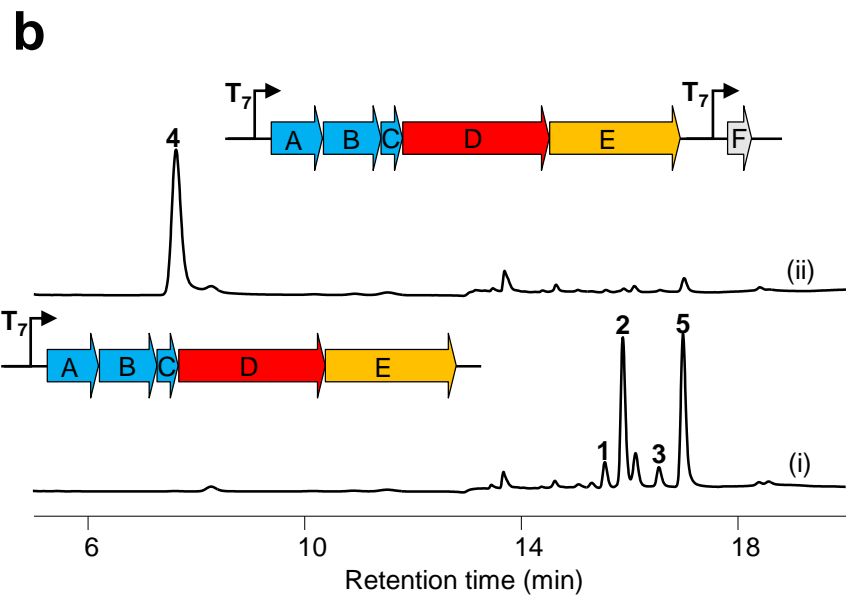 b
T7 T7
A B C D E F
4
(ii)
T7
A B C D E
2 5
1 3
(i)
6 10 14 18
Retention time (min)